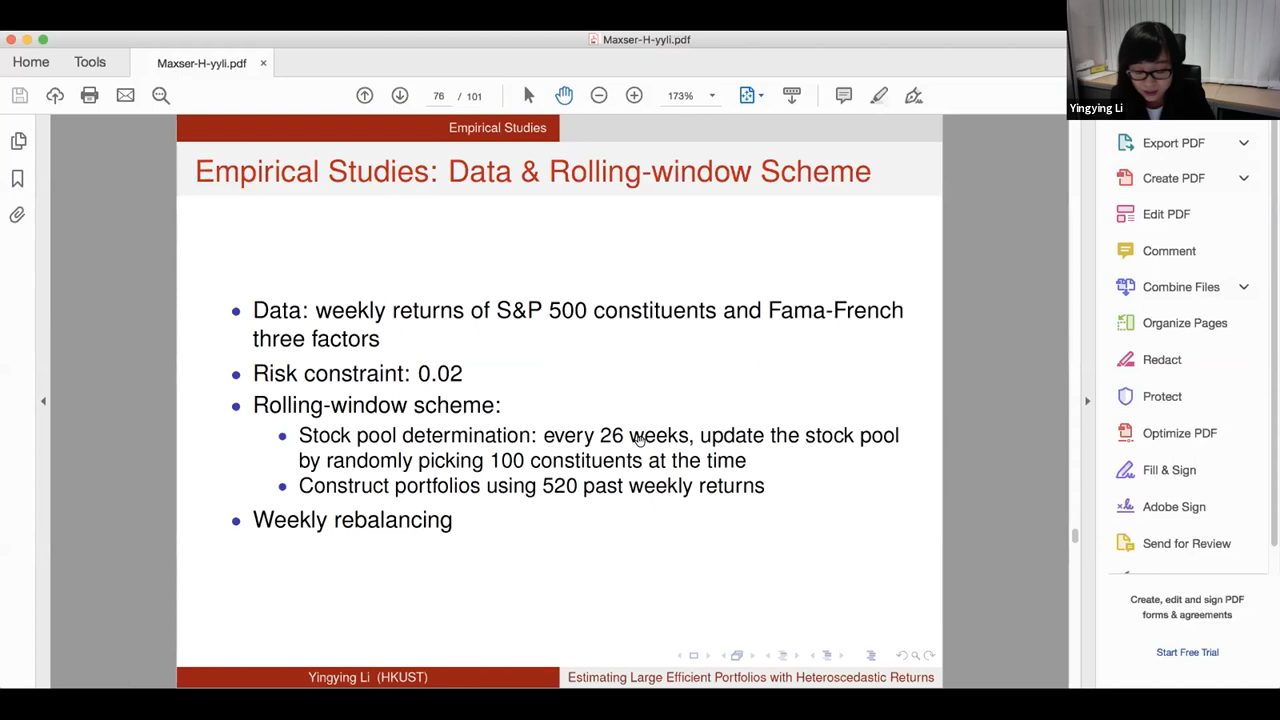 Maxser-H-yyli.pdf
Home
Tools
Maxser-H-yyli.pdf
×
76 / 101
173%
Yingying Li
Empirical Studies
Empirical Studies: Data & Rolling-window Scheme
• Data: weekly returns of S&P 500 constituents and Fama-French
three factors
• Risk constraint: 0.02
• Rolling-window scheme:
• Stock pool determination: every 26 weeks, update the stock pool
by randomly picking 100 constituents at the time
• Construct portfolios using 520 past weekly returns
• Weekly rebalancing
Yingying Li (HKUST)
Estimating Large Efficient Portfolios with Heteroscedastic Returns
Export PDF
Create PDF
Edit PDF
Comment
Combine Files
Organize Pages
Redact
Protect
Optimize PDF
Fill & Sign
Adobe Sign
Send for Review
Create, edit and sign PDF
forms & agreements
Start Free Trial